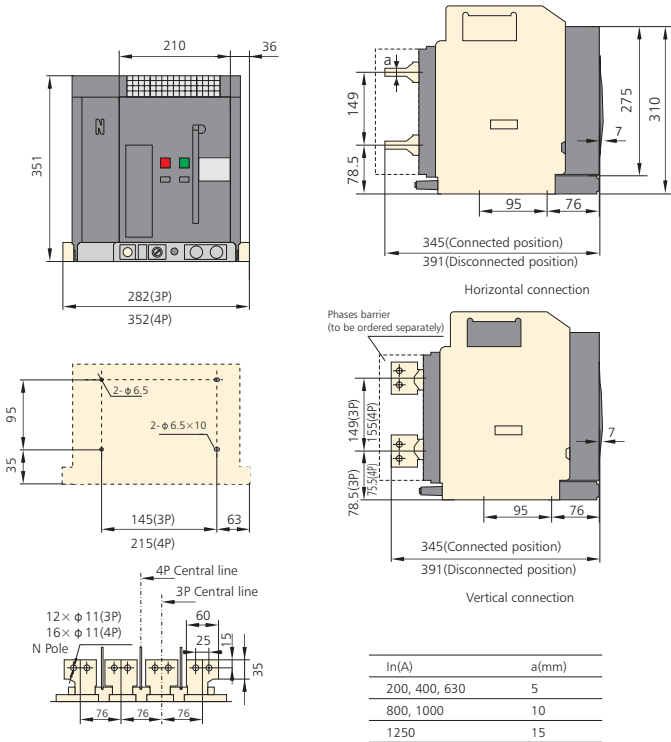 210
36
351
282(3P)
352(4P)
a
149
78.5
275
310
7
95
76
345(Connected position)
391(Disconnected position)
Horizontal connection
2-ϕ6.5
2-ϕ6.5×10
95
35
145(3P)
63
215(4P)
Phases barrier
(to be ordered separately)
149(3P)
155(4P)
78.5(3P)
75.5(4P)
7
95
76
345(Connected position)
391(Disconnected position)
Vertical connection
4P Central line
3P Central line
12×ϕ11(3P)
16×ϕ11(4P)
N Pole
60
25
15
35
76
76
76
In(A) a(mm)
200, 400, 630 5
800, 1000 10
1250 15